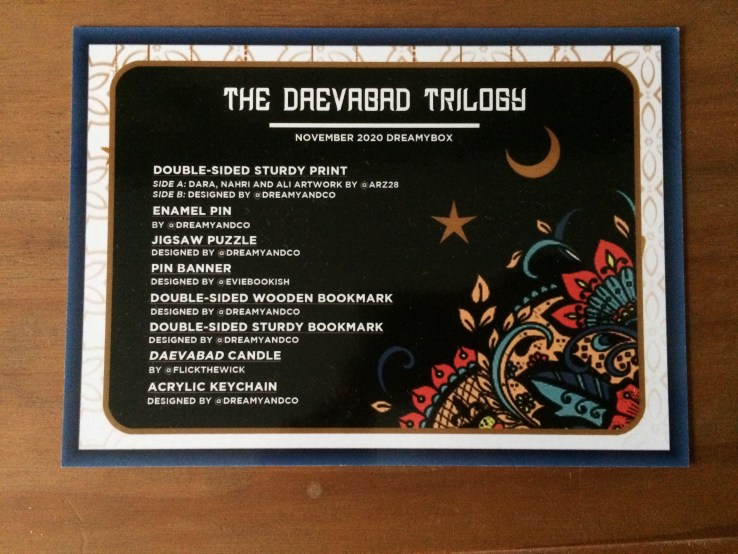 THE DAEVABAD TRILOGY
NOVEMBER 2020 DREAMYBOX
DOUBLE-SIDED STURDY PRINT
SIDE A: DARA, NAHRI AND ALI ARTWORK BY @ARZ28
SIDE B: DESIGNED BY @DREAMYANDCO
ENAMEL PIN
BY @DREAMYANDCO
JIGSAW PUZZLE
DESIGNED BY @DREAMYANDCO
PIN BANNER
DESIGNED BY @EVIEBOOKISH
DOUBLE-SIDED WOODEN BOOKMARK
DESIGNED BY @DREAMYANDCO
DOUBLE-SIDED STURDY BOOKMARK
DESIGNED BY @DREAMYANDCO
DAEVABAD CANDLE
BY @FLICKTHEWICK
ACRYLIC KEYCHAIN
DESIGNED BY @DREAMYANDCO